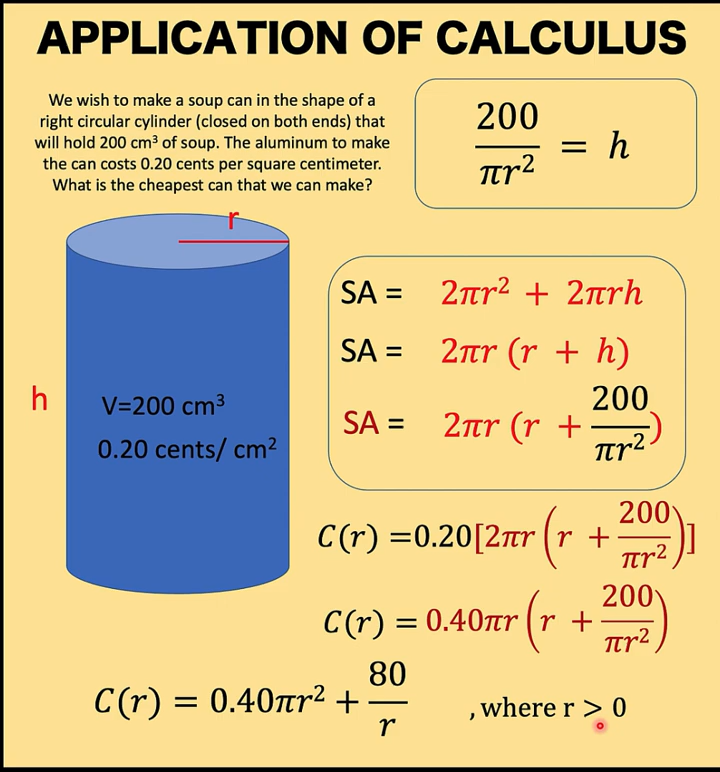 APPLICATION OF CALCULUS
We wish to make a soup can in the shape of a
right circular cylinder (closed on both ends) that
will hold 200 cm³ of soup. The aluminum to make
the can costs 0.20 cents per square centimeter.
What is the cheapest can that we can make?
200/πr² = h
r
h
V=200 cm³
0.20 cents/ cm²
SA = 2πr² + 2πrh
SA = 2πr (r + h)
SA = 2πr (r + 200/πr²)
C(r) =0.20[2πr (r + 200/πr²)]
C(r) = 0.40πr (r + 200/πr²)
C(r) = 0.40πr² + 80/r , where r > 0